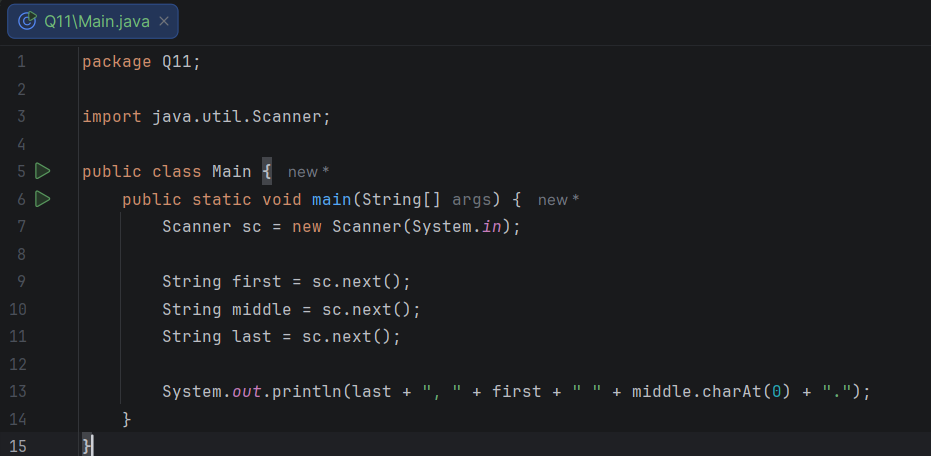 Q11\Main.java ×
1 package Q11;
2
3 import java.util.Scanner;
4
5 public class Main { new *
6     public static void main(String[] args) { new *
7         Scanner sc = new Scanner(System.in);
8
9         String first = sc.next();
10         String middle = sc.next();
11         String last = sc.next();
12
13         System.out.println(last + ", " + first + " " + middle.charAt(0) + ".");
14     }
15 }